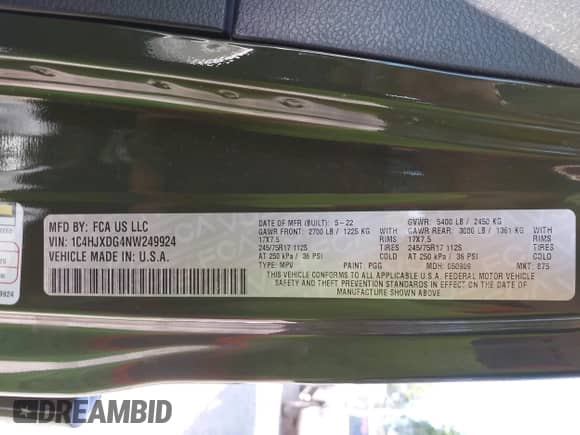 MFD BY: FCA US LLC
VIN: 1C4HJXDG4NW249924
VEHICLE MADE IN: U.S.A.
DATE OF MFR (BUILT): 5-22
GAWR FRONT: 2700 LB / 1225 KG WITH
17X7.5 RIMS
245/75R17 112S TIRES
AT 250 kPa / 36 PSI COLD
TYPE: MPV PAINT: PGG
GVWR: 5400 LB / 2450 KG
GAWR REAR: 3000 LB / 1361 KG WITH
17X7.5 RIMS
245/75R17 112S TIRES
AT 250 kPa / 36 PSI COLD
MDH: 050909 MKT: 875
THIS VEHICLE CONFORMS TO ALL APPLICABLE U.S.A. FEDERAL MOTOR VEHICLE
SAFETY AND THEFT PREVENTION STANDARDS IN EFFECT ON THE DATE OF
MANUFACTURE SHOWN ABOVE.
9924
DREAMBID